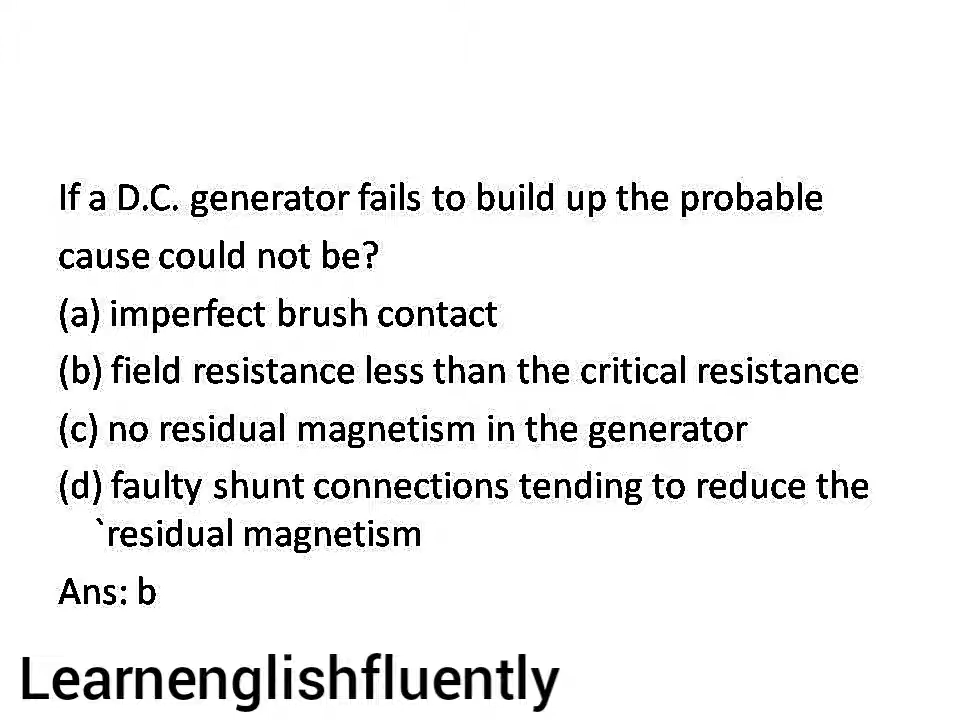 If a D.C. generator fails to build up the probable
cause could not be?
(a) imperfect brush contact
(b) field resistance less than the critical resistance
(c) no residual magnetism in the generator
(d) faulty shunt connections tending to reduce the
`residual magnetism
Ans: b
Learnenglishfluently